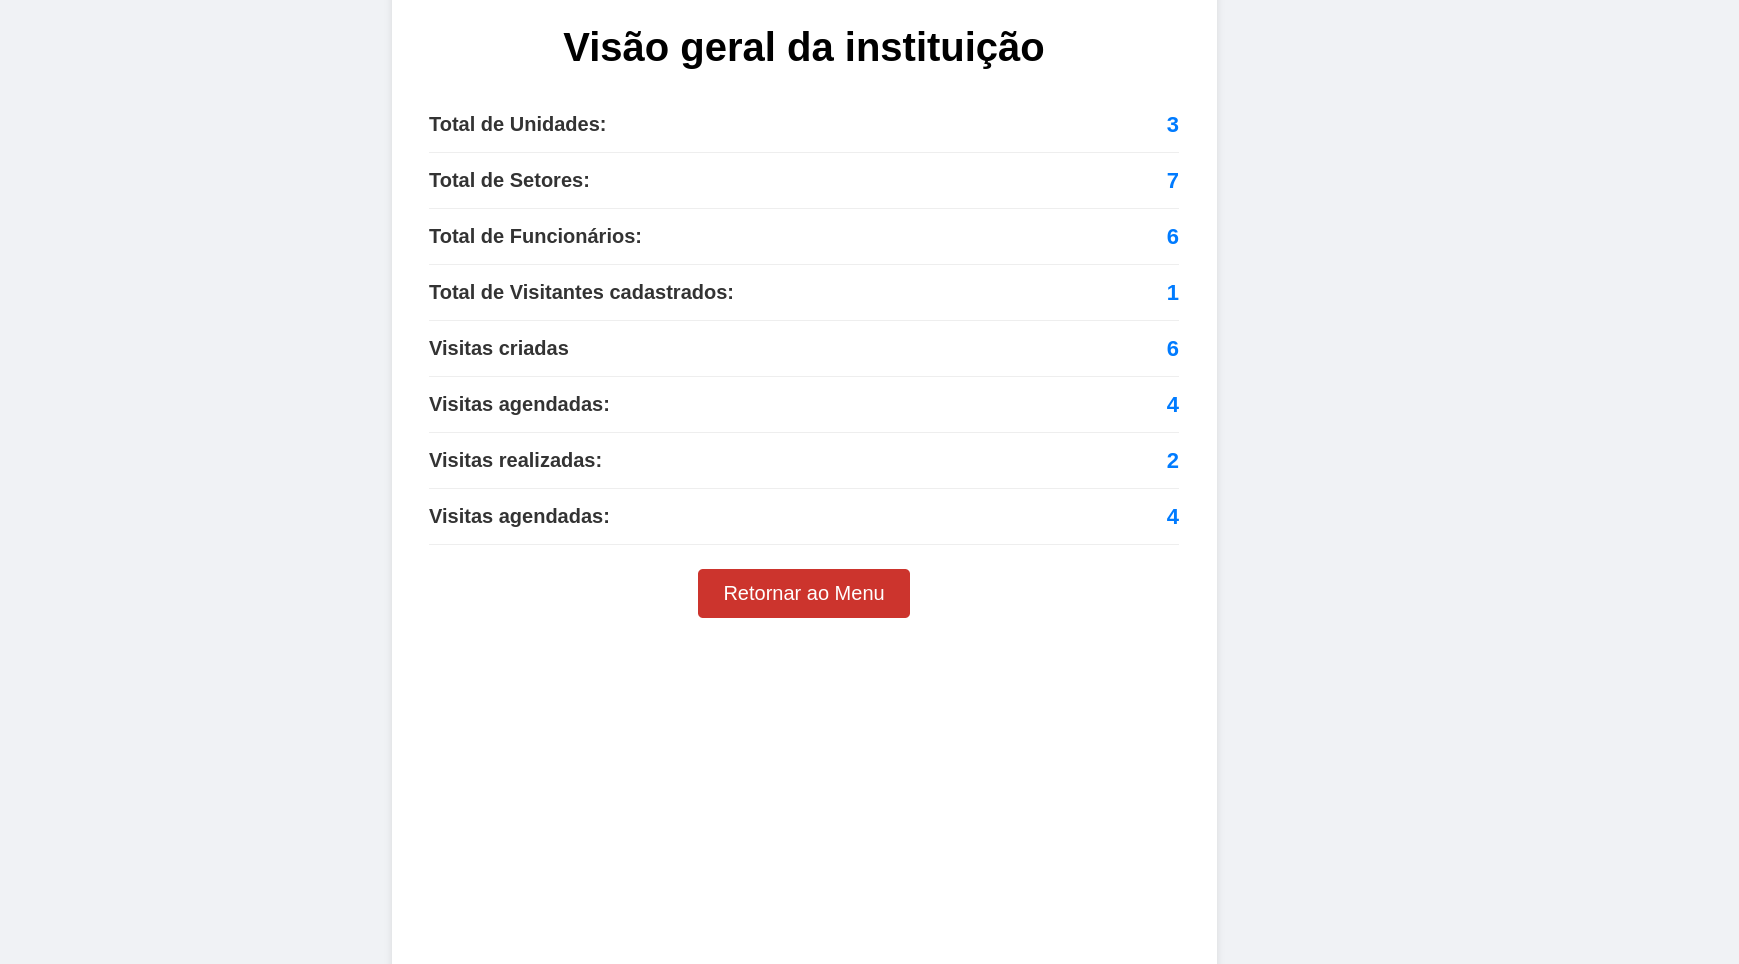 Visão geral da instituição
Total de Unidades: 3
Total de Setores: 7
Total de Funcionários: 6
Total de Visitantes cadastrados: 1
Visitas criadas 6
Visitas agendadas: 4
Visitas realizadas: 2
Visitas agendadas: 4
Retornar ao Menu